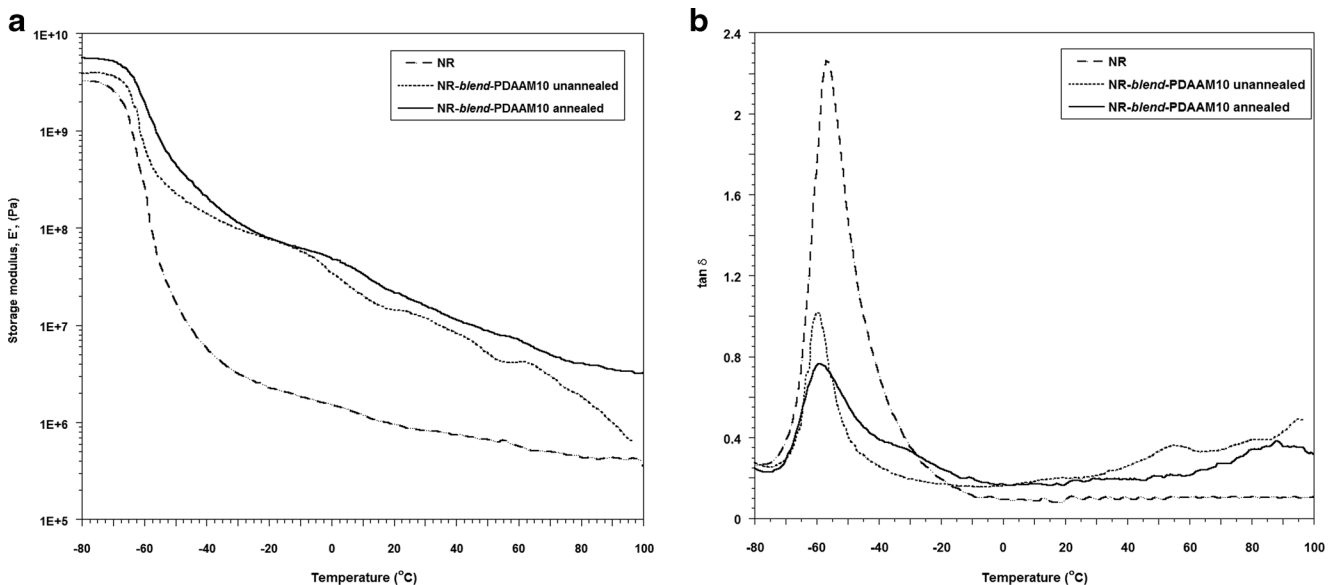 a
1E+10
1E+9
1E+8
1E+7
1E+6
1E+5
Storage modulus, E', (Pa)
NR
NR-blend-PDAAM10 unannealed
NR-blend-PDAAM10 annealed
-80 -60 -40 -20 0 20 40 60 80 100
Temperature (°C)
b
2.4
2
1.6
1.2
0.8
0.4
0
tan δ
NR
NR-blend-PDAAM10 unannealed
NR-blend-PDAAM10 annealed
-80 -60 -40 -20 0 20 40 60 80 100
Temperature (°C)